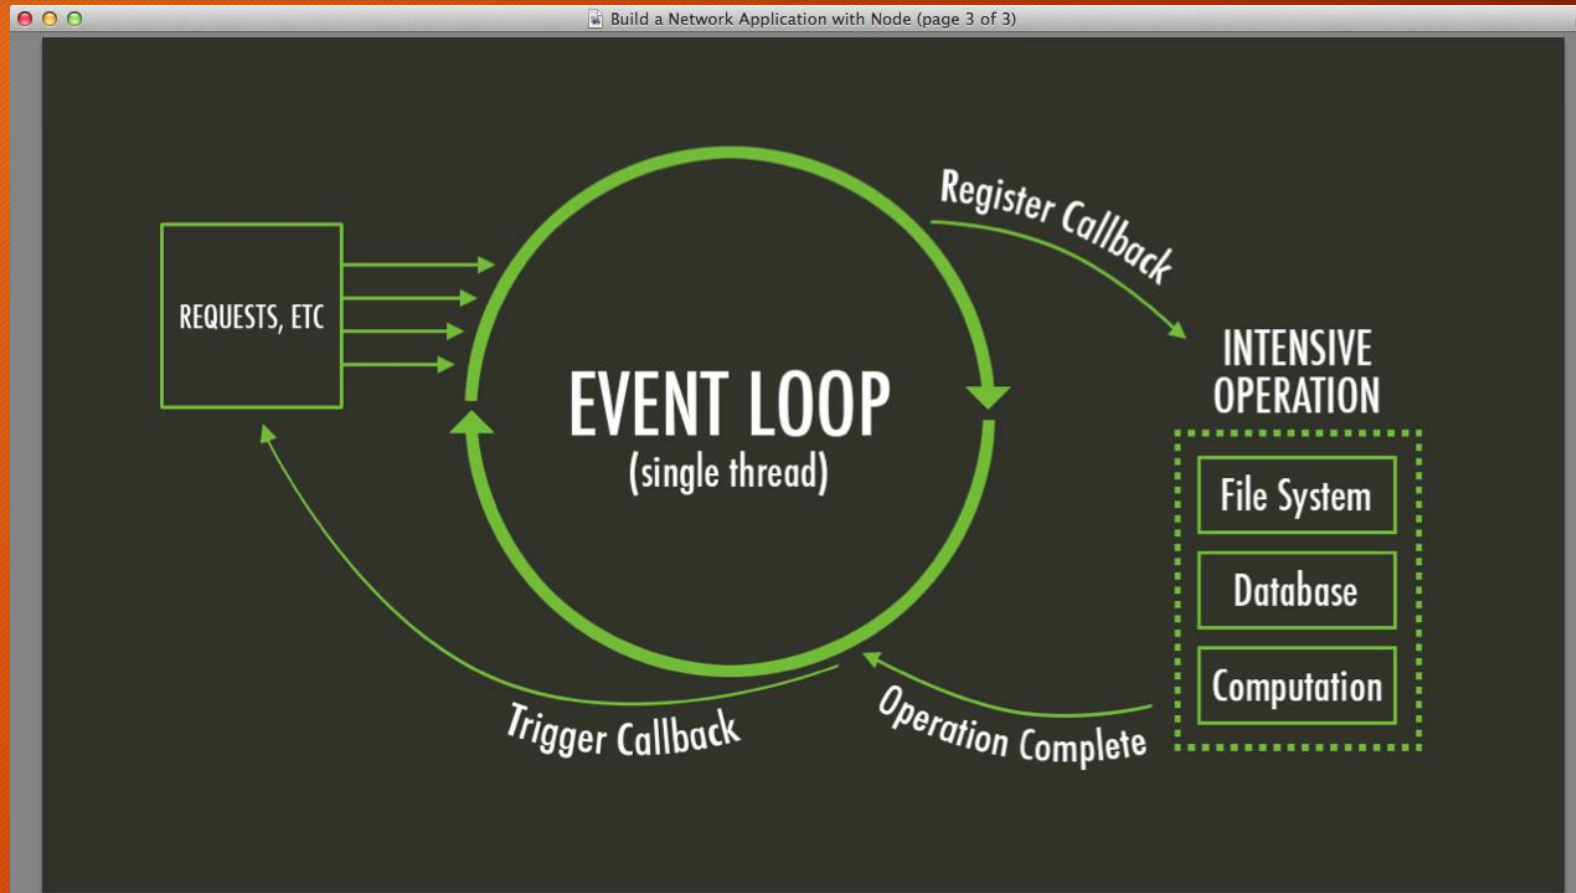 Build a Network Application with Node (page 3 of 3)
Register Callback
REQUESTS, ETC
EVENT LOOP
(single thread)
INTENSIVE
OPERATION
File System
Database
Computation
Operation Complete
Trigger Callback